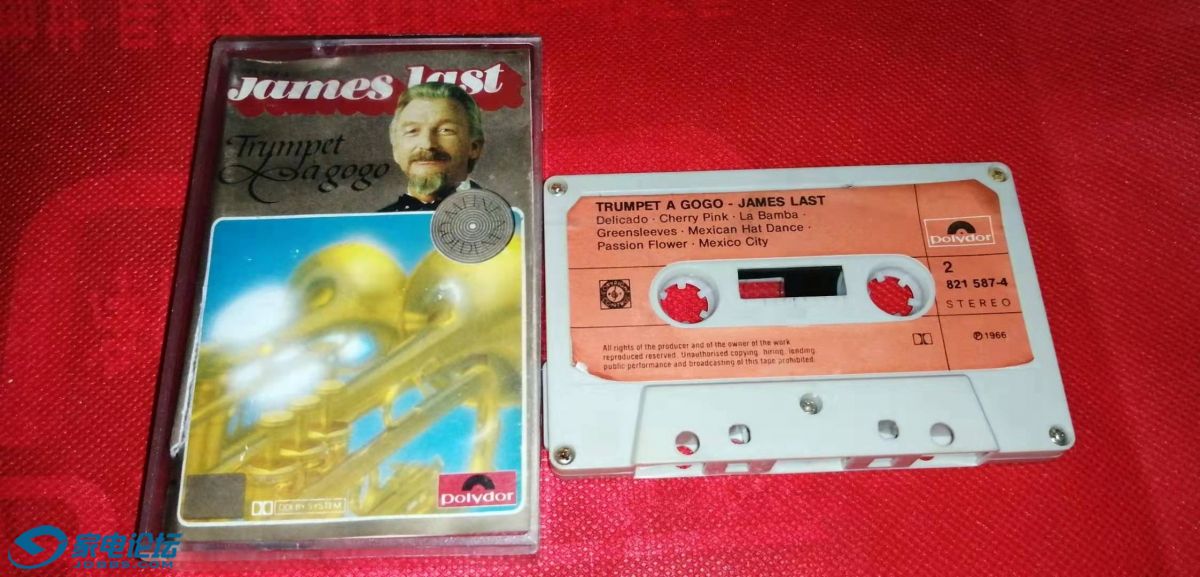 James Last
Trumpet
a gogo
polydor
DOLBY SYSTEM
TRUMPET A GOGO - JAMES LAST
Delicado · Cherry Pink · La Bamba ·
Greensleeves · Mexican Hat Dance ·
Passion Flower · Mexico City
polydor
2
821 587-4
STEREO
All rights of the producer and of the owner of the work
reproduced reserved. Unauthorised copying, hiring, lending,
public performance and broadcasting of this tape prohibited.
℗ 1966
家电论坛
JDBBS.COM